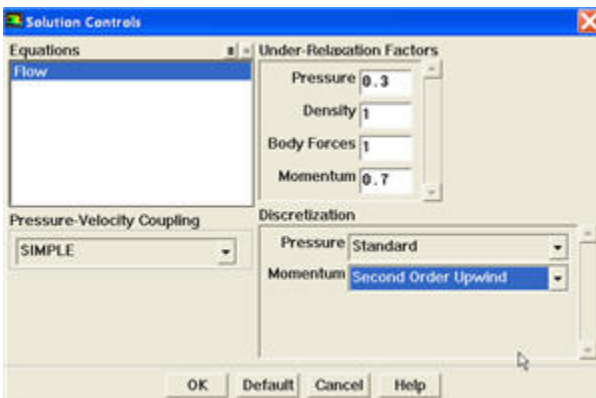 Solution Controls
Equations
Flow
Under-Relaxation Factors
Pressure 0.3
Density 1
Body Forces 1
Momentum 0.7
Pressure-Velocity Coupling
SIMPLE
Discretization
Pressure Standard
Momentum Second Order Upwind
OK Default Cancel Help